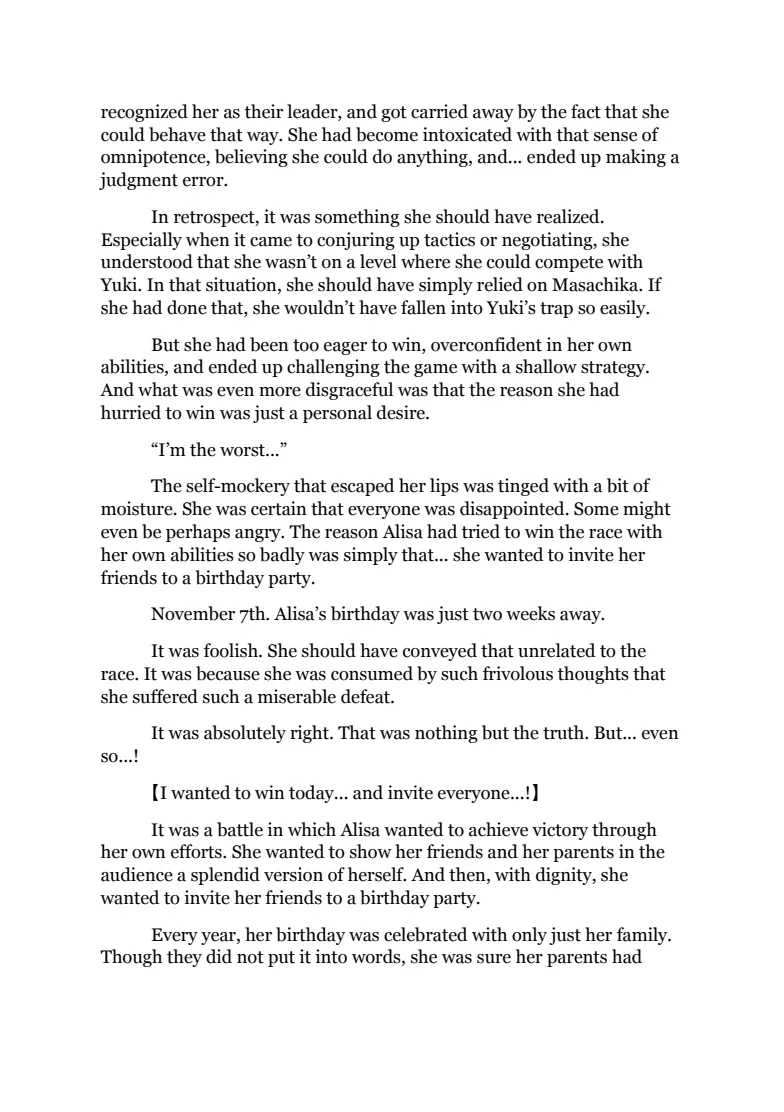 recognized her as their leader, and got carried away by the fact that she
could behave that way. She had become intoxicated with that sense of
omnipotence, believing she could do anything, and... ended up making a
judgment error.
In retrospect, it was something she should have realized.
Especially when it came to conjuring up tactics or negotiating, she
understood that she wasn’t on a level where she could compete with
Yuki. In that situation, she should have simply relied on Masachika. If
she had done that, she wouldn’t have fallen into Yuki’s trap so easily.
But she had been too eager to win, overconfident in her own
abilities, and ended up challenging the game with a shallow strategy.
And what was even more disgraceful was that the reason she had
hurried to win was just a personal desire.
“I’m the worst...”
The self-mockery that escaped her lips was tinged with a bit of
moisture. She was certain that everyone was disappointed. Some might
even be perhaps angry. The reason Alisa had tried to win the race with
her own abilities so badly was simply that... she wanted to invite her
friends to a birthday party.
November 7th. Alisa’s birthday was just two weeks away.
It was foolish. She should have conveyed that unrelated to the
race. It was because she was consumed by such frivolous thoughts that
she suffered such a miserable defeat.
It was absolutely right. That was nothing but the truth. But... even
so...!
【I wanted to win today... and invite everyone...!】
It was a battle in which Alisa wanted to achieve victory through
her own efforts. She wanted to show her friends and her parents in the
audience a splendid version of herself. And then, with dignity, she
wanted to invite her friends to a birthday party.
Every year, her birthday was celebrated with only just her family.
Though they did not put it into words, she was sure her parents had